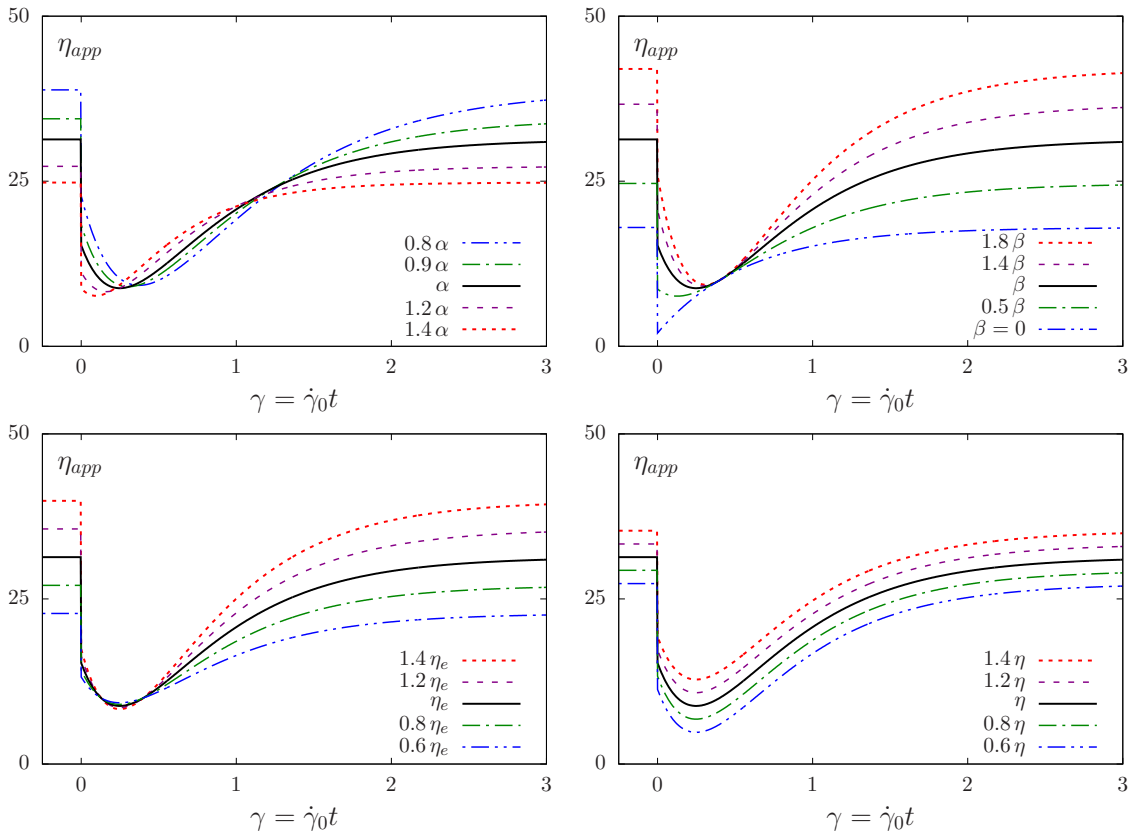 50
η_app
25
0
0.8 α
0.9 α
α
1.2 α
1.4 α
0 1 2 3
γ = γ̇₀t
50
η_app
25
0
1.8 β
1.4 β
β
0.5 β
β = 0
0 1 2 3
γ = γ̇₀t
50
η_app
25
0
1.4 η_e
1.2 η_e
η_e
0.8 η_e
0.6 η_e
0 1 2 3
γ = γ̇₀t
50
η_app
25
0
1.4 η
1.2 η
η
0.8 η
0.6 η
0 1 2 3
γ = γ̇₀t